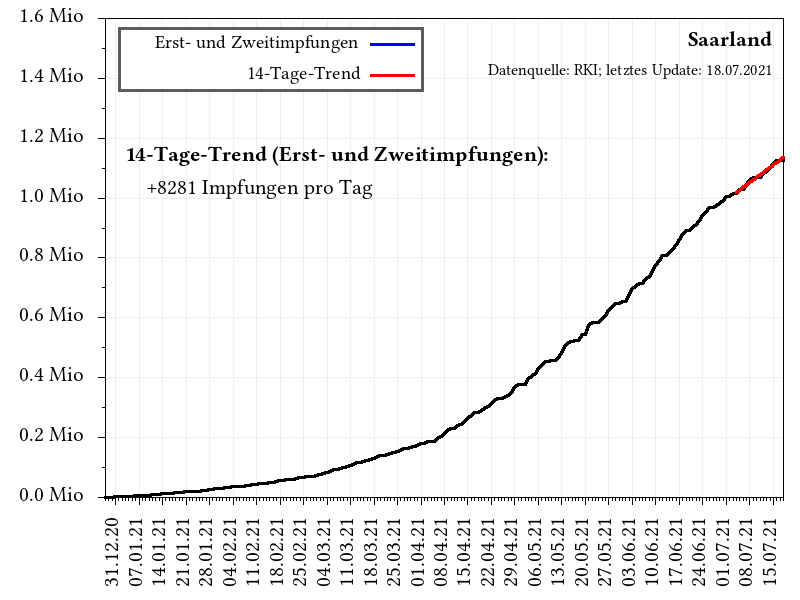 1.6 Mio
1.4 Mio
1.2 Mio
1.0 Mio
0.8 Mio
0.6 Mio
0.4 Mio
0.2 Mio
0.0 Mio
Erst- und Zweitimpfungen
14-Tage-Trend
Saarland
Datenquelle: RKI; letztes Update: 18.07.2021
14-Tage-Trend (Erst- und Zweitimpfungen):
+8281 Impfungen pro Tag
31.12.20
07.01.21
14.01.21
21.01.21
28.01.21
04.02.21
11.02.21
18.02.21
25.02.21
04.03.21
11.03.21
18.03.21
25.03.21
01.04.21
08.04.21
15.04.21
22.04.21
29.04.21
06.05.21
13.05.21
20.05.21
27.05.21
03.06.21
10.06.21
17.06.21
24.06.21
01.07.21
08.07.21
15.07.21